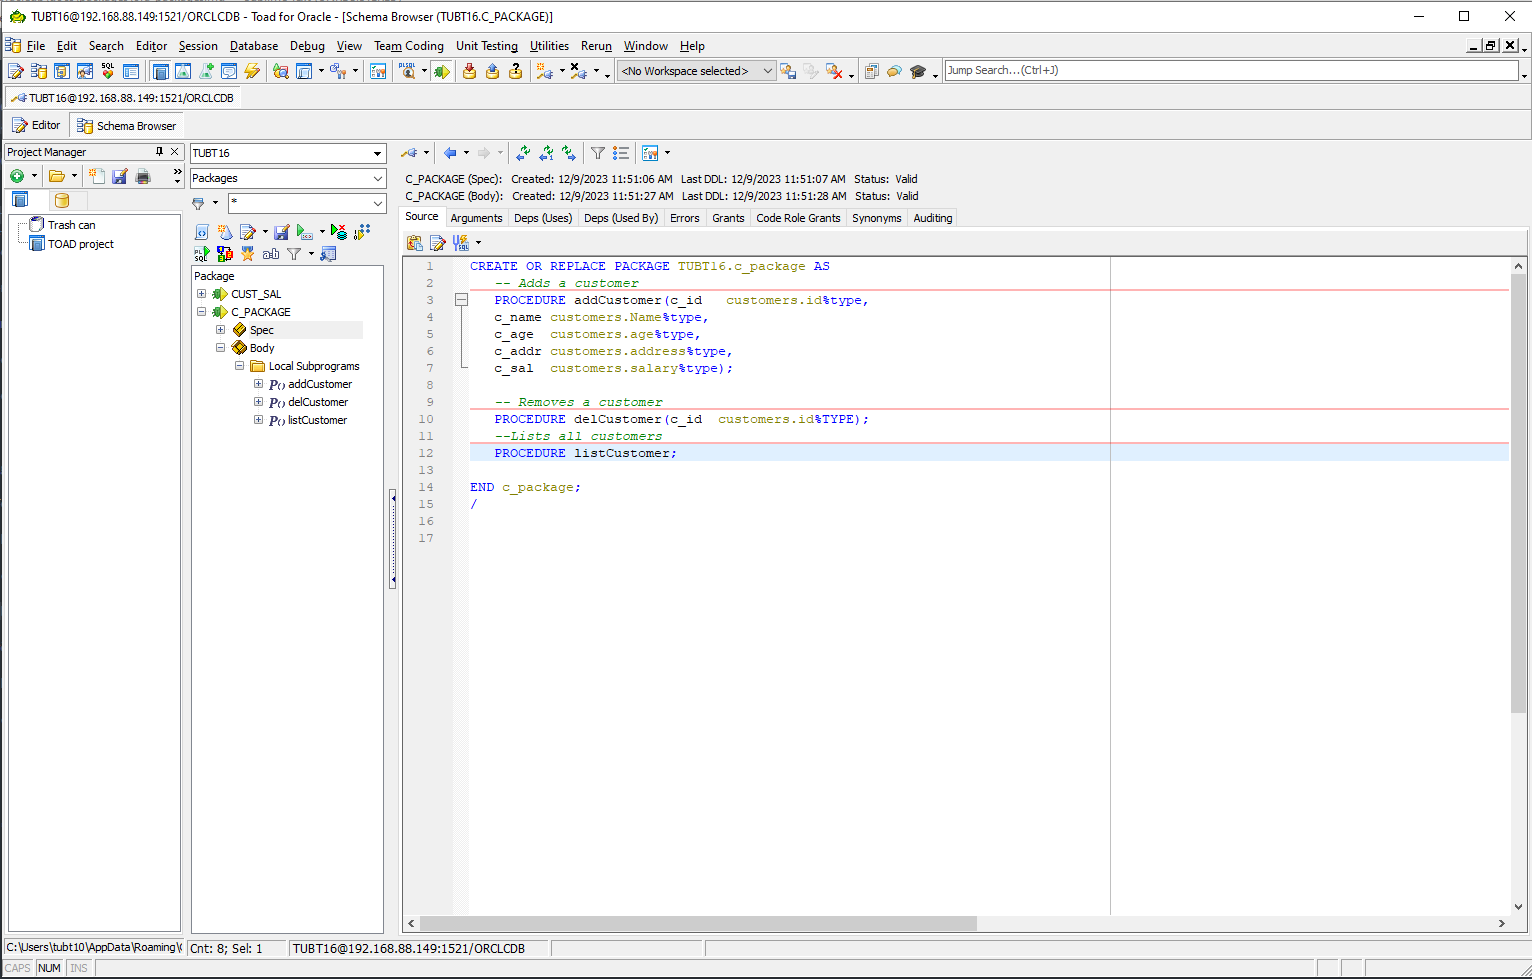 TUBT16@192.168.88.149:1521/ORCLCDB - Toad for Oracle - [Schema Browser (TUBT16.C_PACKAGE)]
File Edit Search Editor Session Database Debug View Team Coding Unit Testing Utilities Rerun Window Help
<No Workspace selected>
Jump Search...(Ctrl+J)
TUBT16@192.168.88.149:1521/ORCLCDB
Editor Schema Browser
Project Manager
Trash can
TOAD project
TUBT16
Packages
*
Package
CUST_SAL
C_PACKAGE
Spec
Body
Local Subprograms
addCustomer
delCustomer
listCustomer
C_PACKAGE (Spec): Created: 12/9/2023 11:51:06 AM Last DDL: 12/9/2023 11:51:07 AM Status: Valid
C_PACKAGE (Body): Created: 12/9/2023 11:51:27 AM Last DDL: 12/9/2023 11:51:28 AM Status: Valid
Source Arguments Deps (Uses) Deps (Used By) Errors Grants Code Role Grants Synonyms Auditing
1 CREATE OR REPLACE PACKAGE TUBT16.c_package AS
2 -- Adds a customer
3 PROCEDURE addCustomer(c_id customers.id%type,
4 c_name customers.Name%type,
5 c_age customers.age%type,
6 c_addr customers.address%type,
7 c_sal customers.salary%type);
8
9 -- Removes a customer
10 PROCEDURE delCustomer(c_id customers.id%TYPE);
11 --Lists all customers
12 PROCEDURE listCustomer;
13
14 END c_package;
15 /
16
17
C:\Users\tubt10\AppData\Roaming\ Cnt: 8; Sel: 1 TUBT16@192.168.88.149:1521/ORCLCDB
CAPS NUM INS